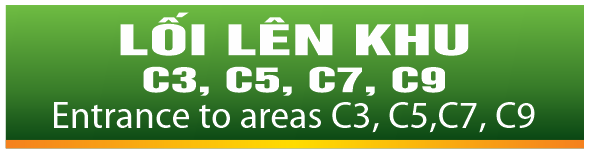 LỐI LÊN KHU
C3, C5, C7, C9
Entrance to areas C3, C5,C7, C9